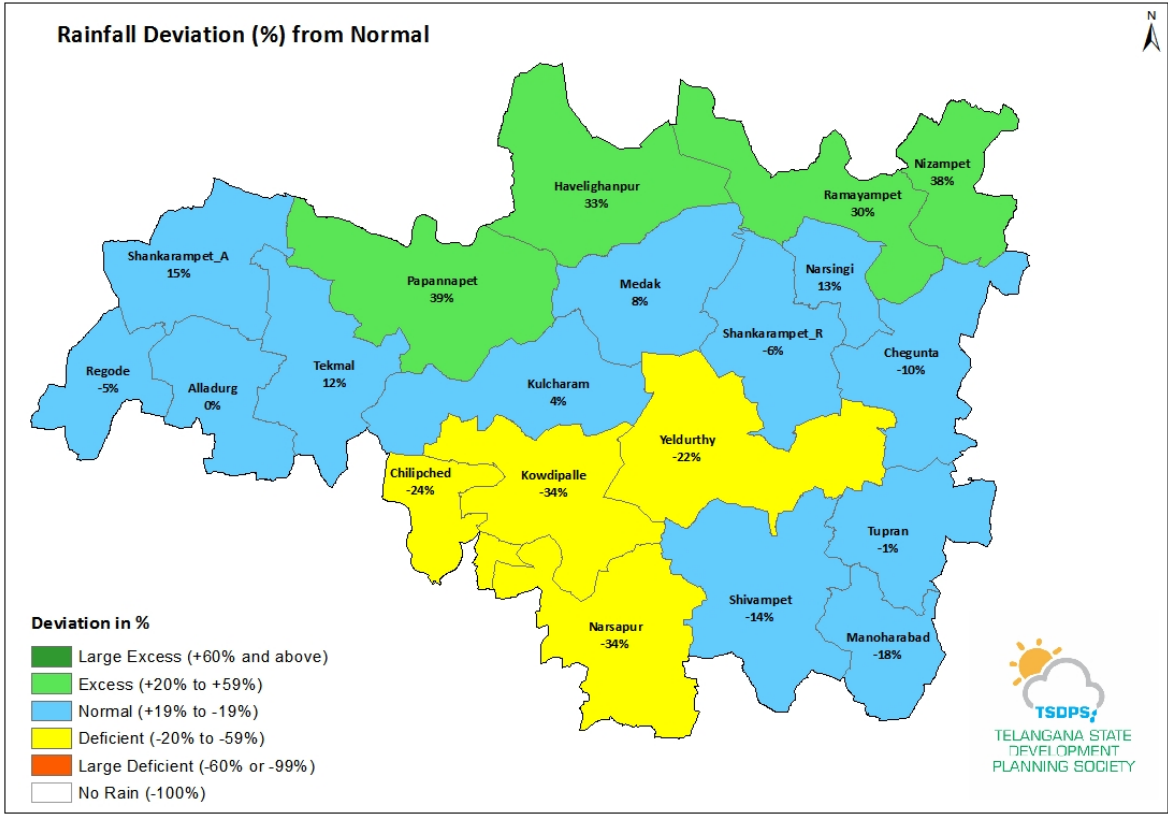 Rainfall Deviation (%) from Normal
N
Nizampet
38%
Havelighanpur
33%
Ramayampet
30%
Shankarampet_A
15%
Papannapet
39%
Medak
8%
Narsingi
13%
Shankarampet_R
-6%
Chegunta
-10%
Regode
-5%
Alladurg
0%
Tekmal
12%
Kulcharam
4%
Yeldurthy
-22%
Chilipched
-24%
Kowdipalle
-34%
Tupran
-1%
Shivampet
-14%
Narsapur
-34%
Manoharabad
-18%
Deviation in %
Large Excess (+60% and above)
Excess (+20% to +59%)
Normal (+19% to -19%)
Deficient (-20% to -59%)
Large Deficient (-60% or -99%)
No Rain (-100%)
TSDPS
TELANGANA STATE
DEVELOPMENT
PLANNING SOCIETY